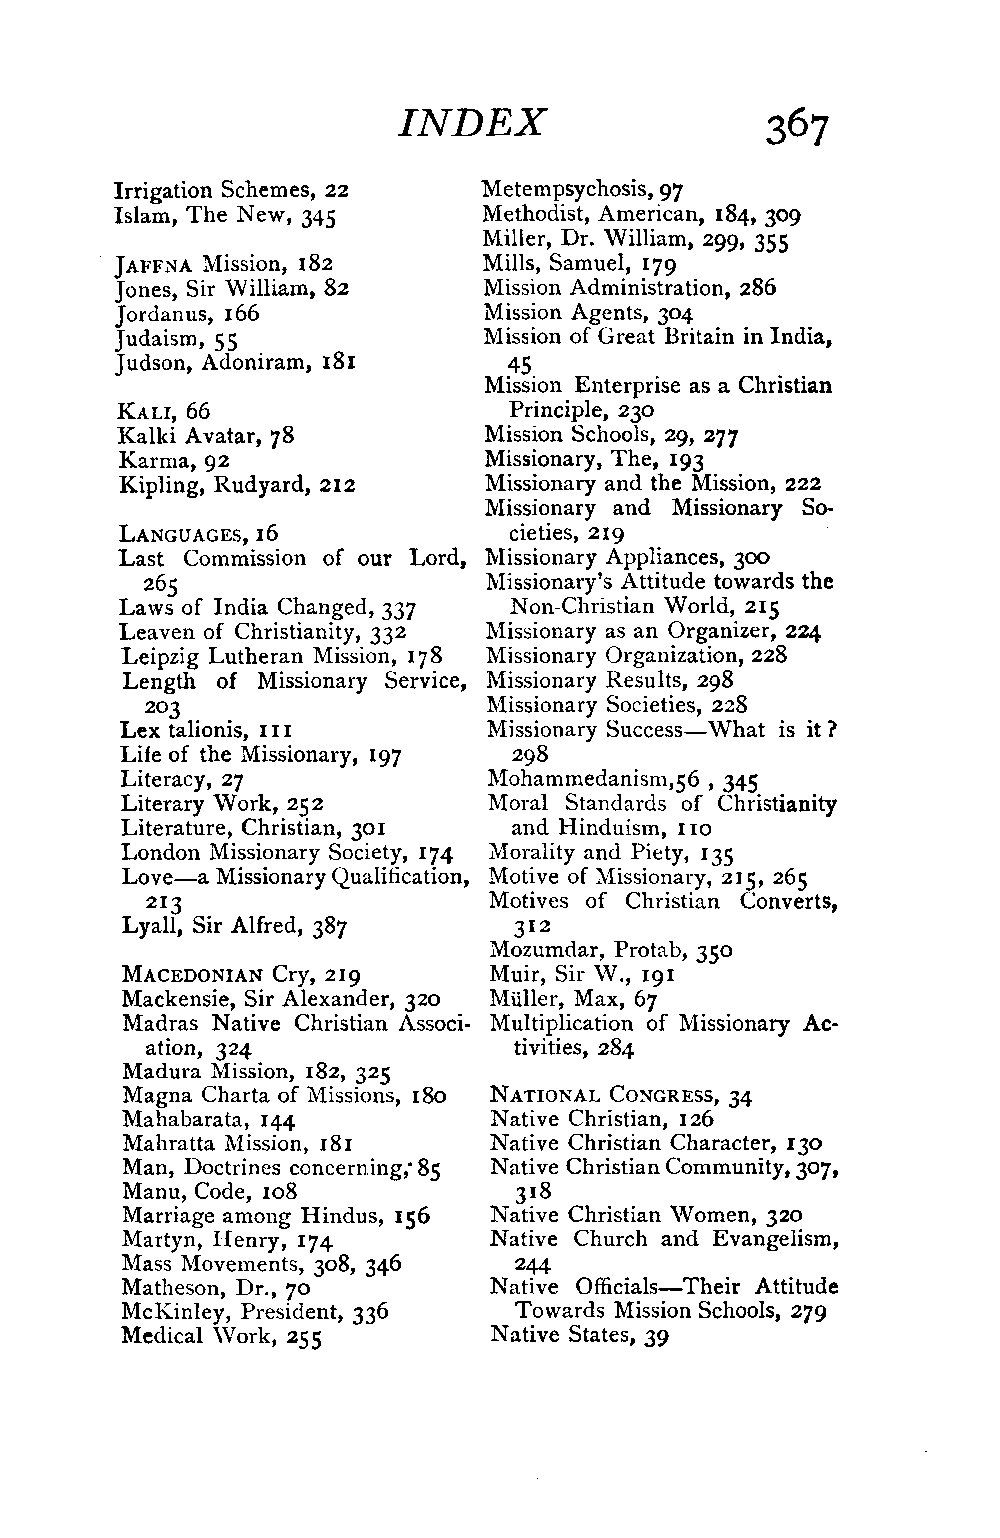 INDEX 367
Irrigation Schemes, 22
Islam, The New, 345
JAFFNA Mission, 182
Jones, Sir William, 82
Jordanus, 166
Judaism, 55
Judson, Adoniram, 181
KALI, 66
Kalki Avatar, 78
Karma, 92
Kipling, Rudyard, 212
LANGUAGES, 16
Last Commission of our Lord,
265
Laws of India Changed, 337
Leaven of Christianity, 332
Leipzig Lutheran Mission, 178
Length of Missionary Service,
203
Lex talionis, 111
Life of the Missionary, 197
Literacy, 27
Literary Work, 252
Literature, Christian, 301
London Missionary Society, 174
Love—a Missionary Qualification,
213
Lyall, Sir Alfred, 387
MACEDONIAN Cry, 219
Mackensie, Sir Alexander, 320
Madras Native Christian Associ-
ation, 324
Madura Mission, 182, 325
Magna Charta of Missions, 180
Mahabarata, 144
Mahratta Mission, 181
Man, Doctrines concerning, 85
Manu, Code, 108
Marriage among Hindus, 156
Martyn, Henry, 174
Mass Movements, 308, 346
Matheson, Dr., 70
McKinley, President, 336
Medical Work, 255
Metempsychosis, 97
Methodist, American, 184, 309
Miller, Dr. William, 299, 355
Mills, Samuel, 179
Mission Administration, 286
Mission Agents, 304
Mission of Great Britain in India,
45
Mission Enterprise as a Christian
Principle, 230
Mission Schools, 29, 277
Missionary, The, 193
Missionary and the Mission, 222
Missionary and Missionary So-
cieties, 219
Missionary Appliances, 300
Missionary's Attitude towards the
Non-Christian World, 215
Missionary as an Organizer, 224
Missionary Organization, 228
Missionary Results, 298
Missionary Societies, 228
Missionary Success—What is it?
298
Mohammedanism,56 , 345
Moral Standards of Christianity
and Hinduism, 110
Morality and Piety, 135
Motive of Missionary, 215, 265
Motives of Christian Converts,
312
Mozumdar, Protab, 350
Muir, Sir W., 191
Müller, Max, 67
Multiplication of Missionary Ac-
tivities, 284
NATIONAL CONGRESS, 34
Native Christian, 126
Native Christian Character, 130
Native Christian Community, 307,
318
Native Christian Women, 320
Native Church and Evangelism,
244
Native Officials—Their Attitude
Towards Mission Schools, 279
Native States, 39